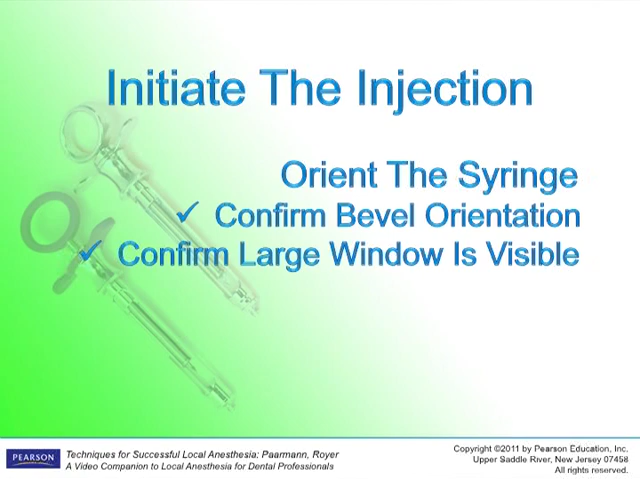 Initiate The Injection
Orient The Syringe
✓ Confirm Bevel Orientation
✓ Confirm Large Window Is Visible
PEARSON
Techniques for Successful Local Anesthesia: Paarmann, Royer
A Video Companion to Local Anesthesia for Dental Professionals
Copyright ©2011 by Pearson Education, Inc.
Upper Saddle River, New Jersey 07458
All rights reserved.